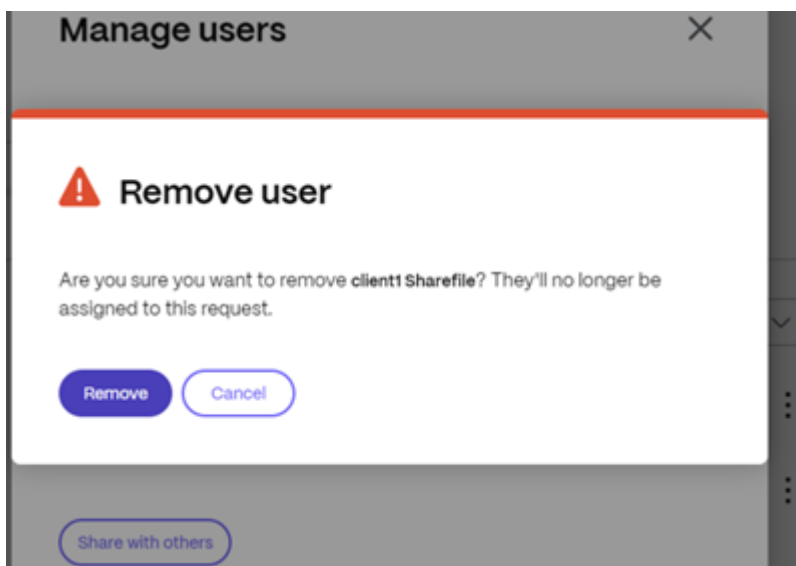 Manage users
Remove user
Are you sure you want to remove client1 Sharefile? They'll no longer be
assigned to this request.
Remove
Cancel
Share with others